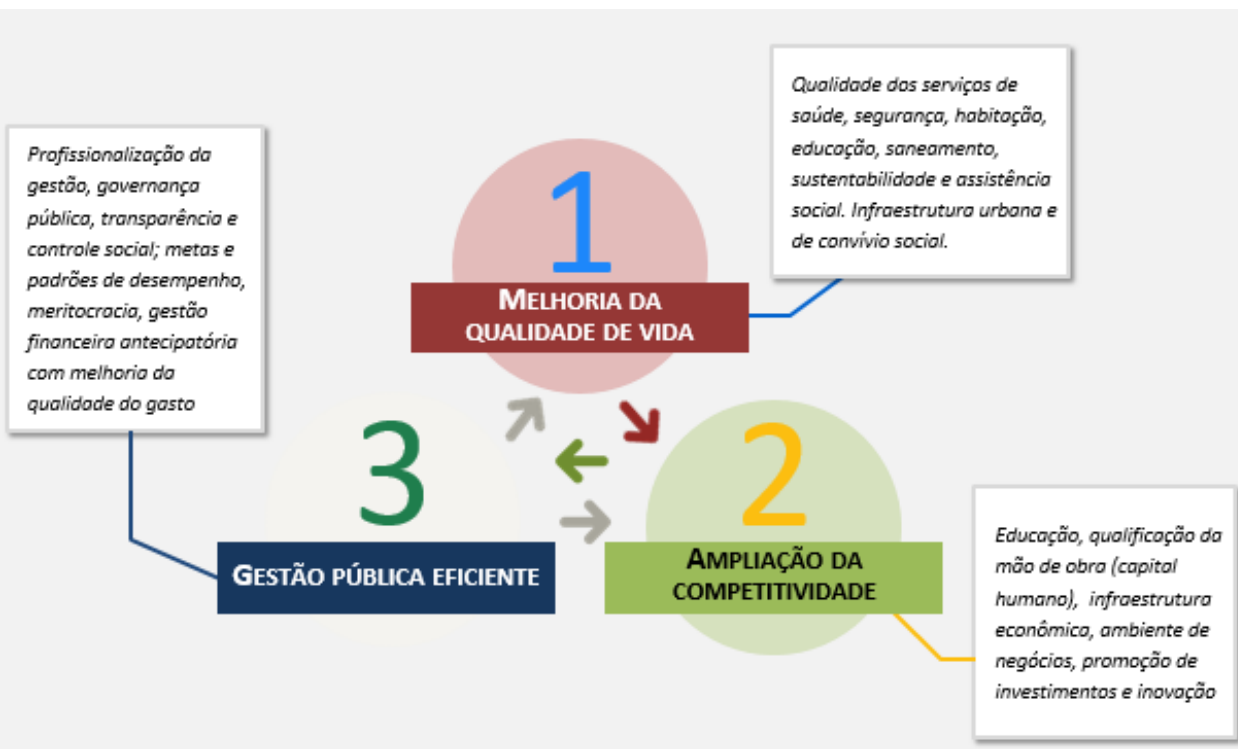 Qualidade dos serviços de
saúde, segurança, habitação,
educação, saneamento,
sustentabilidade e assistência
social. Infraestrutura urbana e
de convívio social.
Profissionalização da
gestão, governança
pública, transparência e
controle social; metas e
padrões de desempenho,
meritocracia, gestão
financeira antecipatória
com melhoria da
qualidade do gasto
1
MELHORIA DA
QUALIDADE DE VIDA
3
GESTÃO PÚBLICA EFICIENTE
2
AMPLIAÇÃO DA
COMPETITIVIDADE
Educação, qualificação da
mão de obra (capital
humano), infraestrutura
econômica, ambiente de
negócios, promoção de
investimentos e inovação